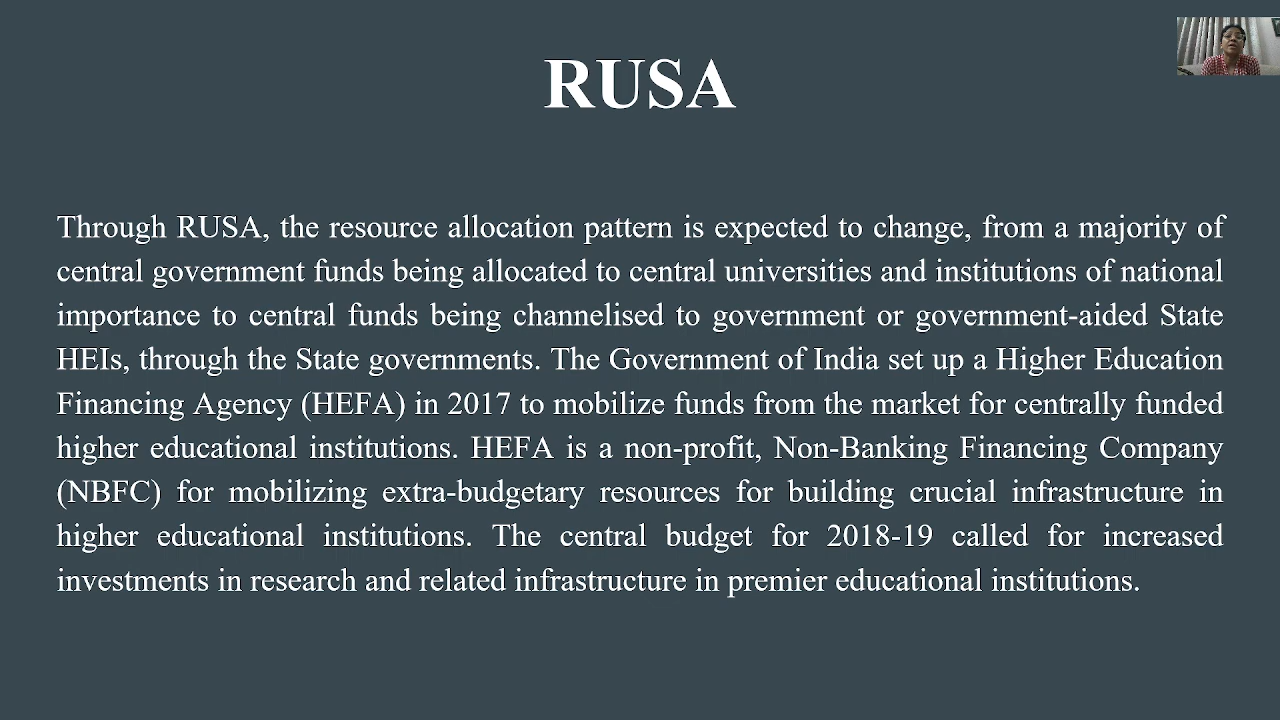 RUSA
Through RUSA, the resource allocation pattern is expected to change, from a majority of
central government funds being allocated to central universities and institutions of national
importance to central funds being channelised to government or government-aided State
HEIs, through the State governments. The Government of India set up a Higher Education
Financing Agency (HEFA) in 2017 to mobilize funds from the market for centrally funded
higher educational institutions. HEFA is a non-profit, Non-Banking Financing Company
(NBFC) for mobilizing extra-budgetary resources for building crucial infrastructure in
higher educational institutions. The central budget for 2018-19 called for increased
investments in research and related infrastructure in premier educational institutions.